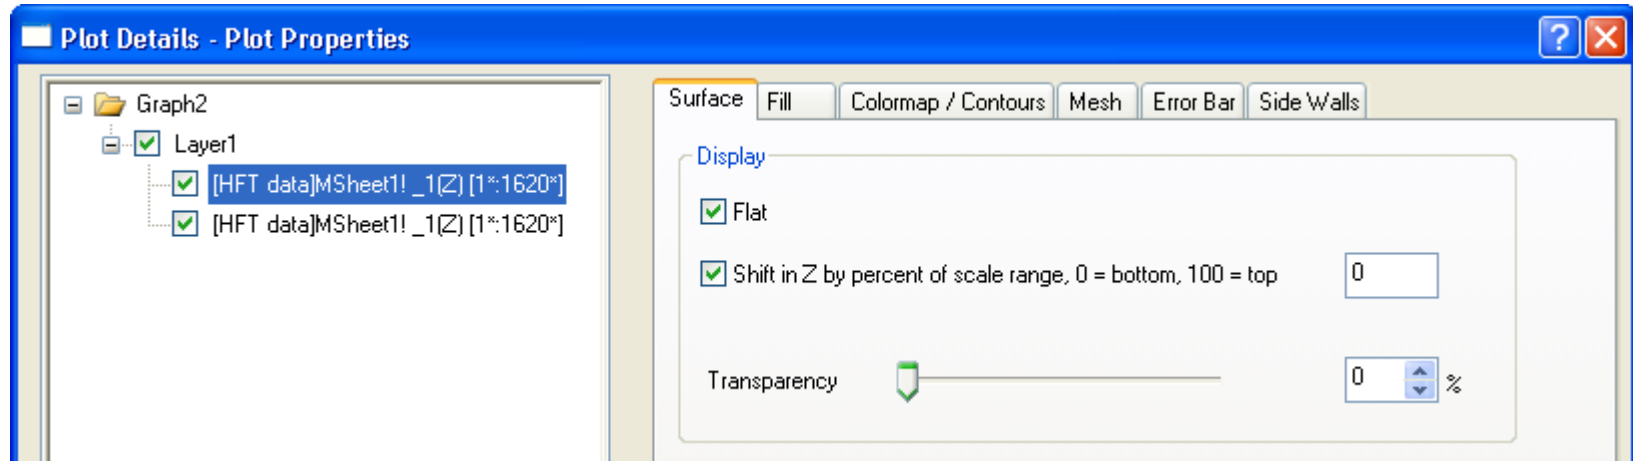 Plot Details - Plot Properties
?
Graph2
Layer1
[HFT data]MSheet1! _1(Z) [1*:1620*]
[HFT data]MSheet1! _1(Z) [1*:1620*]
Surface Fill Colormap / Contours Mesh Error Bar Side Walls
Display
Flat
Shift in Z by percent of scale range, 0 = bottom, 100 = top 0
Transparency 0 %